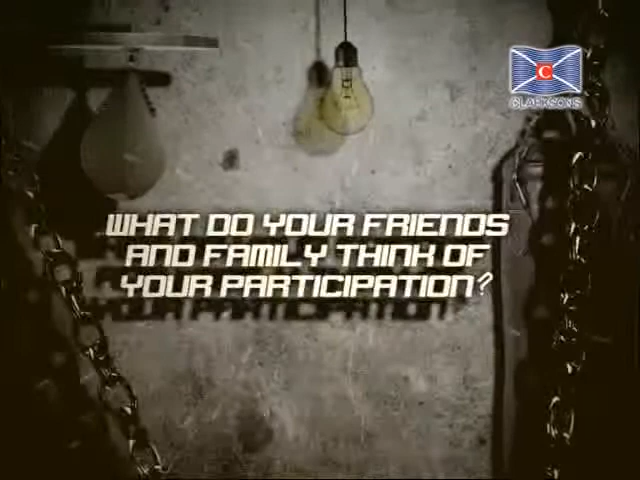 C
CLARKSONS
WHAT DO YOUR FRIENDS
AND FAMILY THINK OF
YOUR PARTICIPATION?